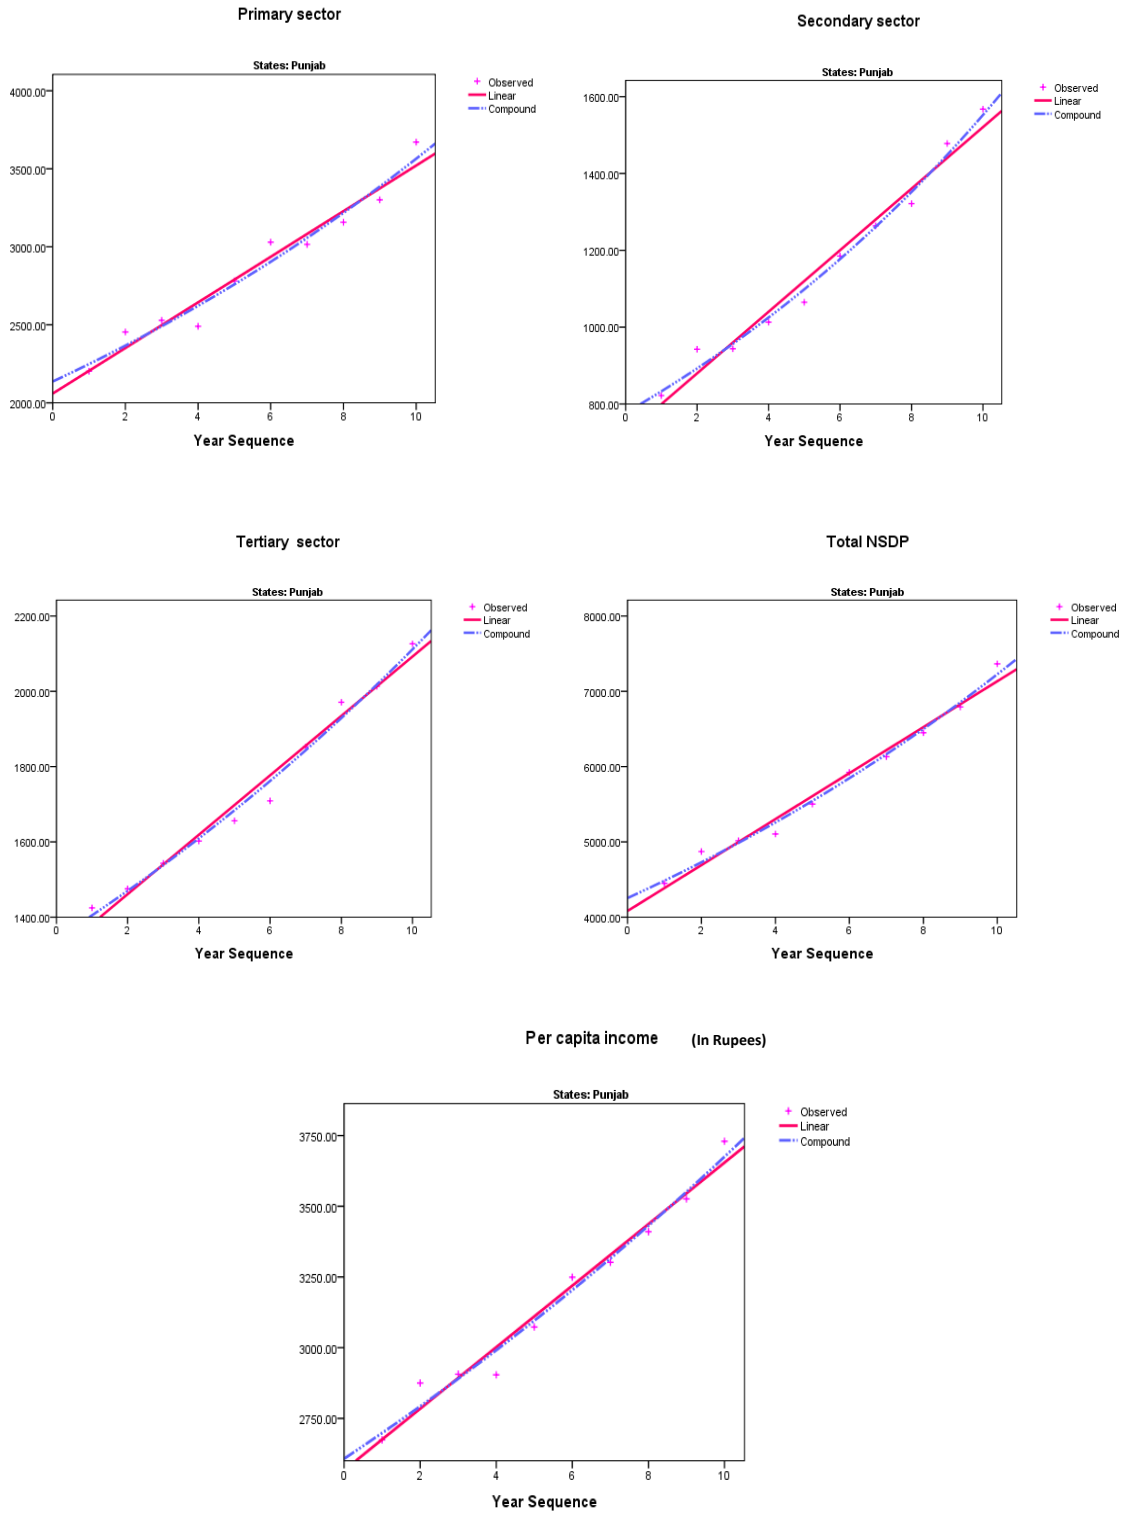 Primary sector
States: Punjab
4000.00
3500.00
3000.00
2500.00
2000.00
0 2 4 6 8 10
Year Sequence
Observed
Linear
Compound
Secondary sector
States: Punjab
1600.00
1400.00
1200.00
1000.00
800.00
0 2 4 6 8 10
Year Sequence
Observed
Linear
Compound
Tertiary sector
States: Punjab
2200.00
2000.00
1800.00
1600.00
1400.00
0 2 4 6 8 10
Year Sequence
Observed
Linear
Compound
Total NSDP
States: Punjab
8000.00
7000.00
6000.00
5000.00
4000.00
0 2 4 6 8 10
Year Sequence
Observed
Linear
Compound
Per capita income (In Rupees)
States: Punjab
3750.00
3500.00
3250.00
3000.00
2750.00
0 2 4 6 8 10
Year Sequence
Observed
Linear
Compound